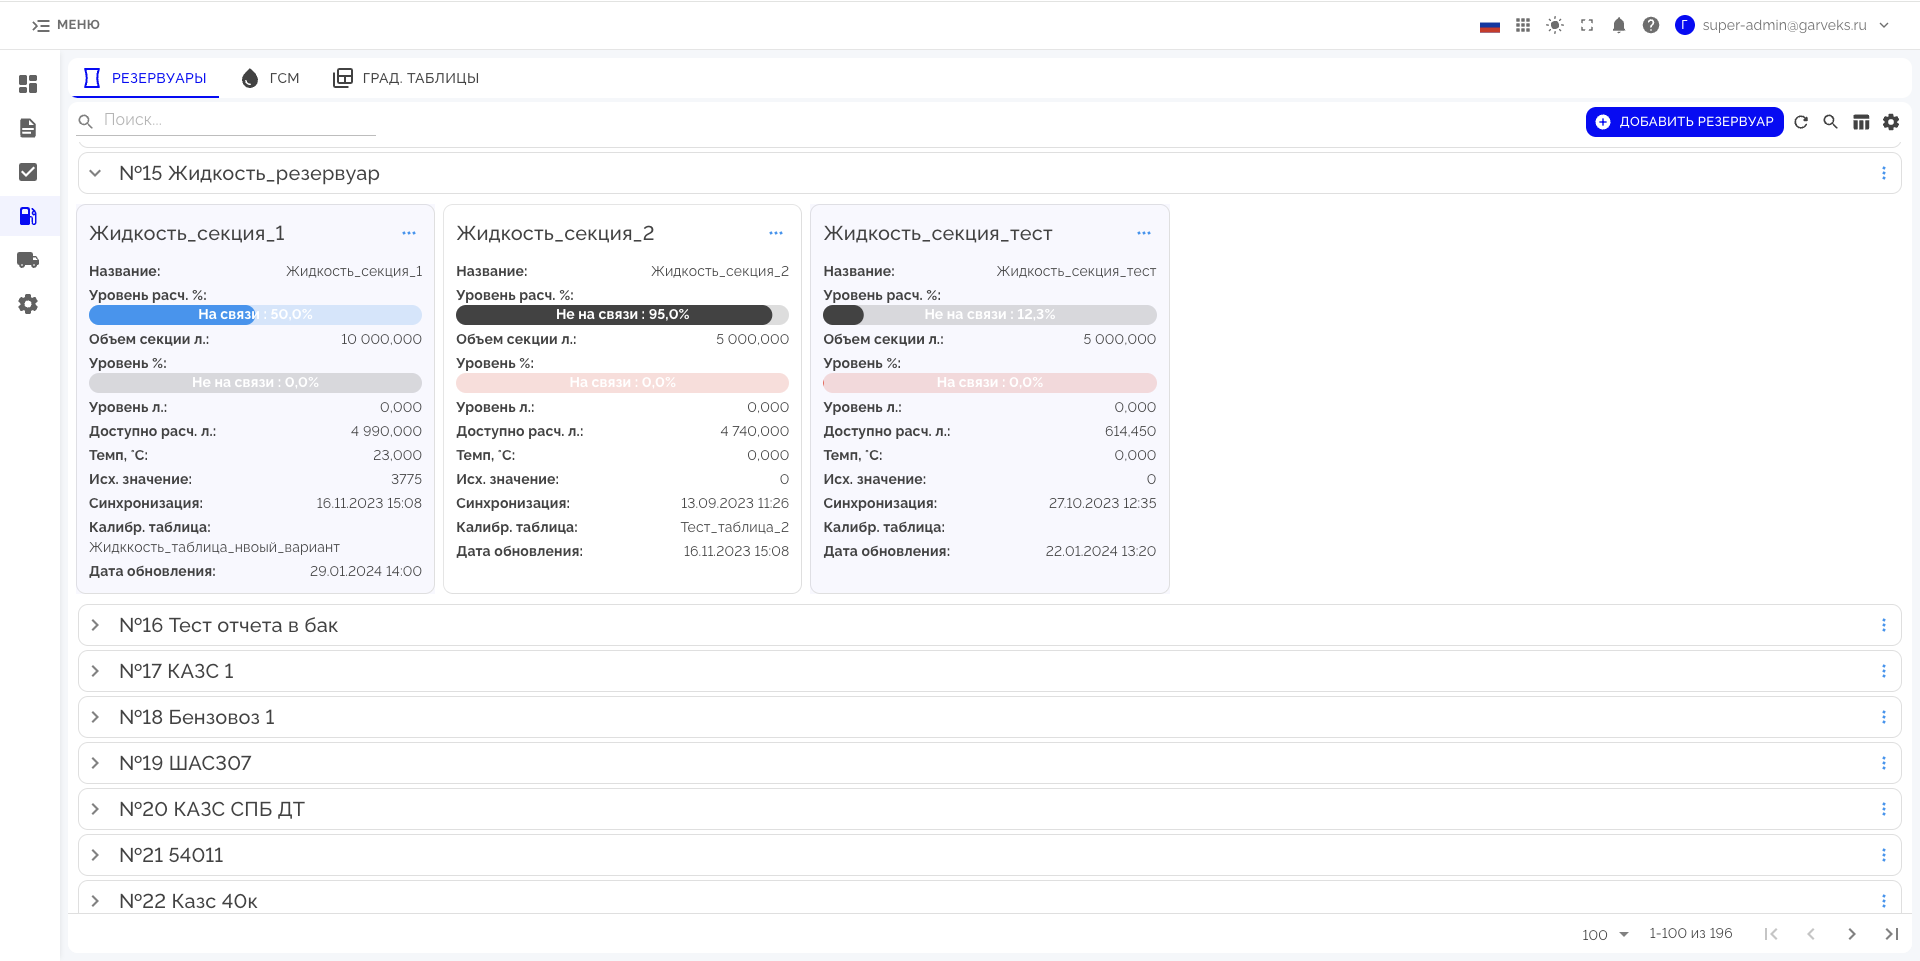 МЕНЮ
Г super-admin@garveks.ru
РЕЗЕРВУАРЫ ГСМ ГРАД. ТАБЛИЦЫ
Поиск...
ДОБАВИТЬ РЕЗЕРВУАР
№15 Жидкость_резервуар
Жидкость_секция_1
Название: Жидкость_секция_1
Уровень расч. %:
На связи : 50,0%
Объем секции л.: 10 000,000
Уровень %:
Не на связи : 0,0%
Уровень л.: 0,000
Доступно расч. л.: 4 990,000
Темп, °C: 23,000
Исх. значение: 3775
Синхронизация: 16.11.2023 15:08
Калибр. таблица:
Жидккость_таблица_нвоый_вариант
Дата обновления: 29.01.2024 14:00
Жидкость_секция_2
Название: Жидкость_секция_2
Уровень расч. %:
Не на связи : 95,0%
Объем секции л.: 5 000,000
Уровень %:
На связи : 0,0%
Уровень л.: 0,000
Доступно расч. л.: 4 740,000
Темп, °C: 0,000
Исх. значение: 0
Синхронизация: 13.09.2023 11:26
Калибр. таблица: Тест_таблица_2
Дата обновления: 16.11.2023 15:08
Жидкость_секция_тест
Название: Жидкость_секция_тест
Уровень расч. %:
Не на связи : 12,3%
Объем секции л.: 5 000,000
Уровень %:
На связи : 0,0%
Уровень л.: 0,000
Доступно расч. л.: 614,450
Темп, °C: 0,000
Исх. значение: 0
Синхронизация: 27.10.2023 12:35
Калибр. таблица:
Дата обновления: 22.01.2024 13:20
№16 Тест отчета в бак
№17 КАЗС 1
№18 Бензовоз 1
№19 ШАС307
№20 КАЗС СПБ ДТ
№21 54011
№22 Казс 40к
100 1-100 из 196